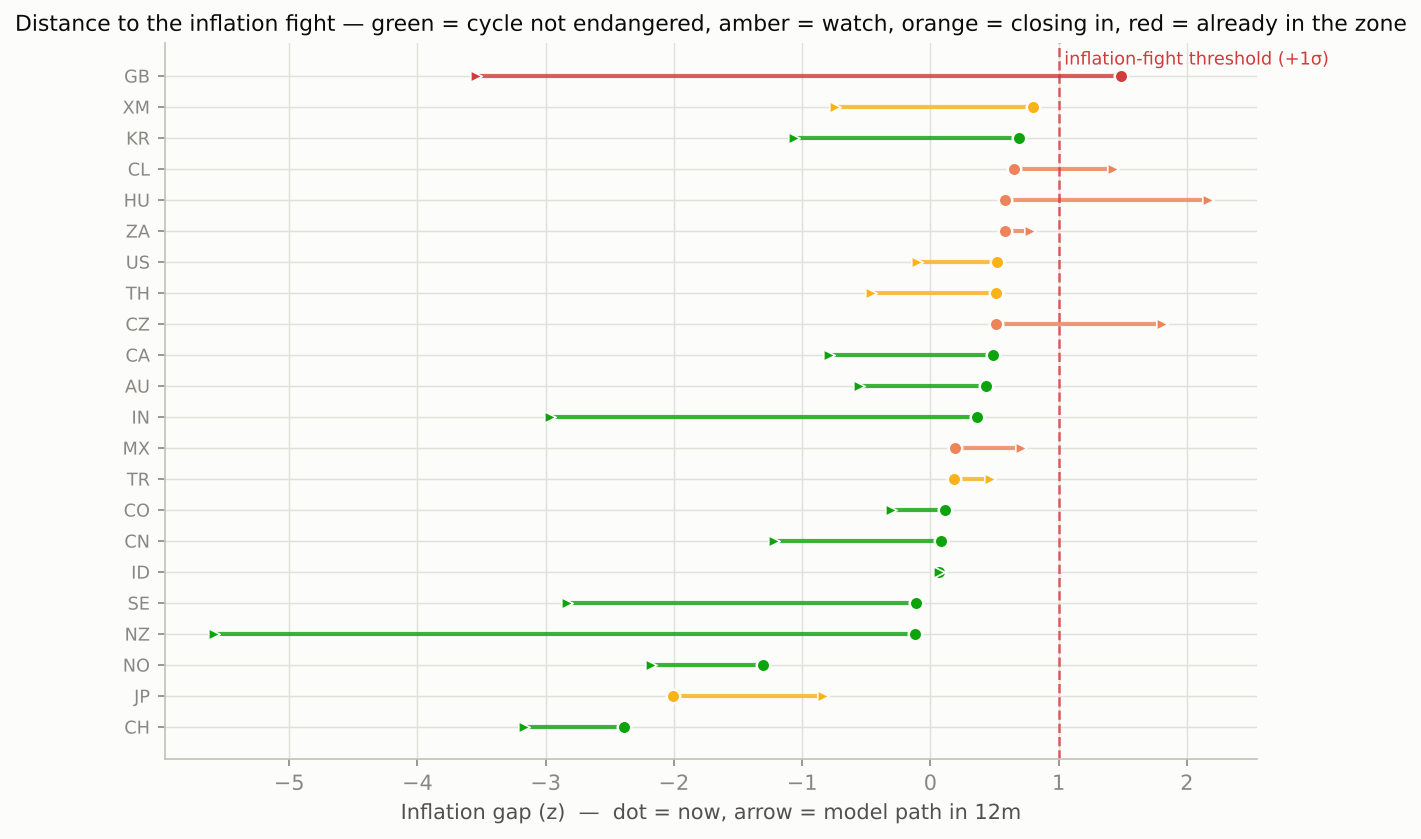 Distance to the inflation fight — green = cycle not endangered, amber = watch, orange = closing in, red = already in the zone
inflation-fight threshold (+1σ)
GB
XM
KR
CL
HU
ZA
US
TH
CZ
CA
AU
IN
MX
TR
CO
CN
ID
SE
NZ
NO
JP
CH
−5 −4 −3 −2 −1 0 1 2
Inflation gap (z) — dot = now, arrow = model path in 12m